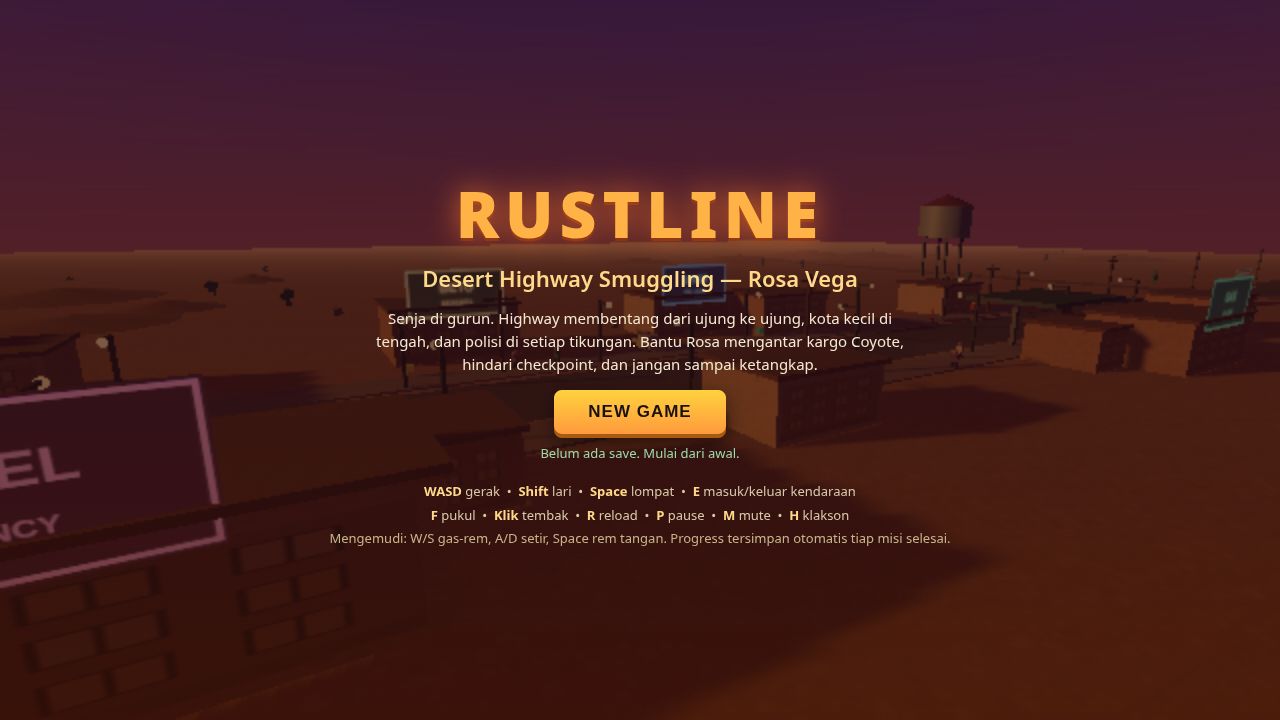 RUSTLINE
Desert Highway Smuggling — Rosa Vega
Senja di gurun. Highway membentang dari ujung ke ujung, kota kecil di
tengah, dan polisi di setiap tikungan. Bantu Rosa mengantar kargo Coyote,
hindari checkpoint, dan jangan sampai ketangkap.
NEW GAME
Belum ada save. Mulai dari awal.
WASD gerak • Shift lari • Space lompat • E masuk/keluar kendaraan
F pukul • Klik tembak • R reload • P pause • M mute • H klakson
Mengemudi: W/S gas-rem, A/D setir, Space rem tangan. Progress tersimpan otomatis tiap misi selesai.
EL
NCY